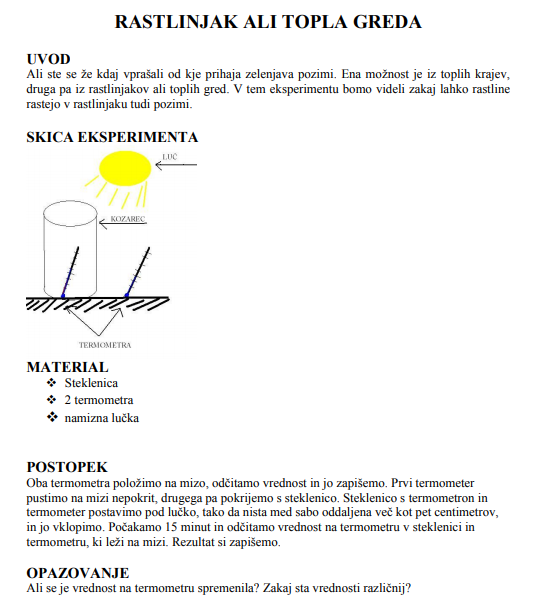 RASTLINJAK ALI TOPLA GREDA
UVOD
Ali ste se že kdaj vprašali od kje prihaja zelenjava pozimi. Ena možnost je iz toplih krajev,
druga pa iz rastlinjakov ali toplih gred. V tem eksperimentu bomo videli zakaj lahko rastline
rastejo v rastlinjaku tudi pozimi.
SKICA EKSPERIMENTA
LUC
KOZAREC
TERMOMETRA
MATERIAL
❖ Steklenica
❖ 2 termometra
❖ namizna lučka
POSTOPEK
Oba termometra položimo na mizo, odčitamo vrednost in jo zapišemo. Prvi termometer
pustimo na mizi nepokrit, drugega pa pokrijemo s steklenico. Steklenico s termometron in
termometer postavimo pod lučko, tako da nista med sabo oddaljena več kot pet centimetrov,
in jo vklopimo. Počakamo 15 minut in odčitamo vrednost na termometru v steklenici in
termometru, ki leži na mizi. Rezultat si zapišemo.
OPAZOVANJE
Ali se je vrednost na termometru spremenila? Zakaj sta vrednosti različnij?